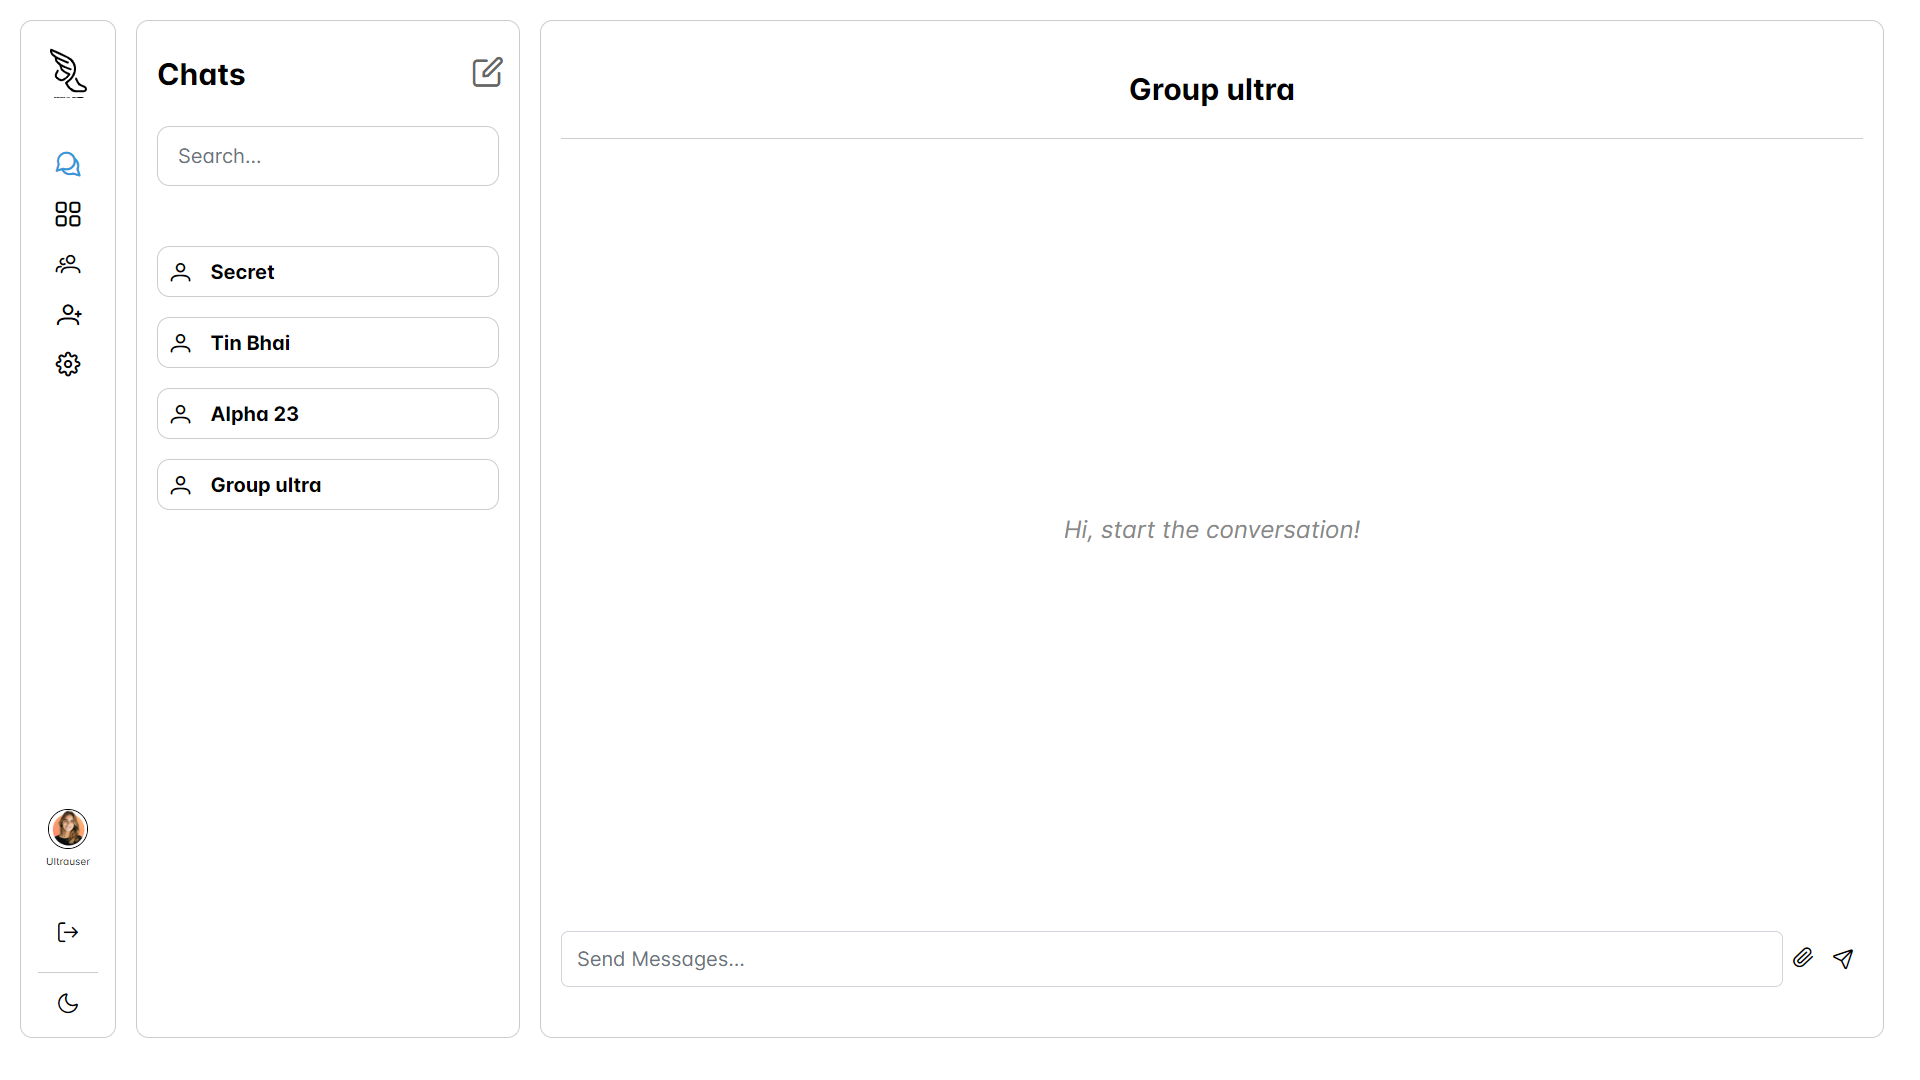 Chats
Search...
Secret
Tin Bhai
Alpha 23
Group ultra
Ultrauser
Group ultra
Hi, start the conversation!
Send Messages...